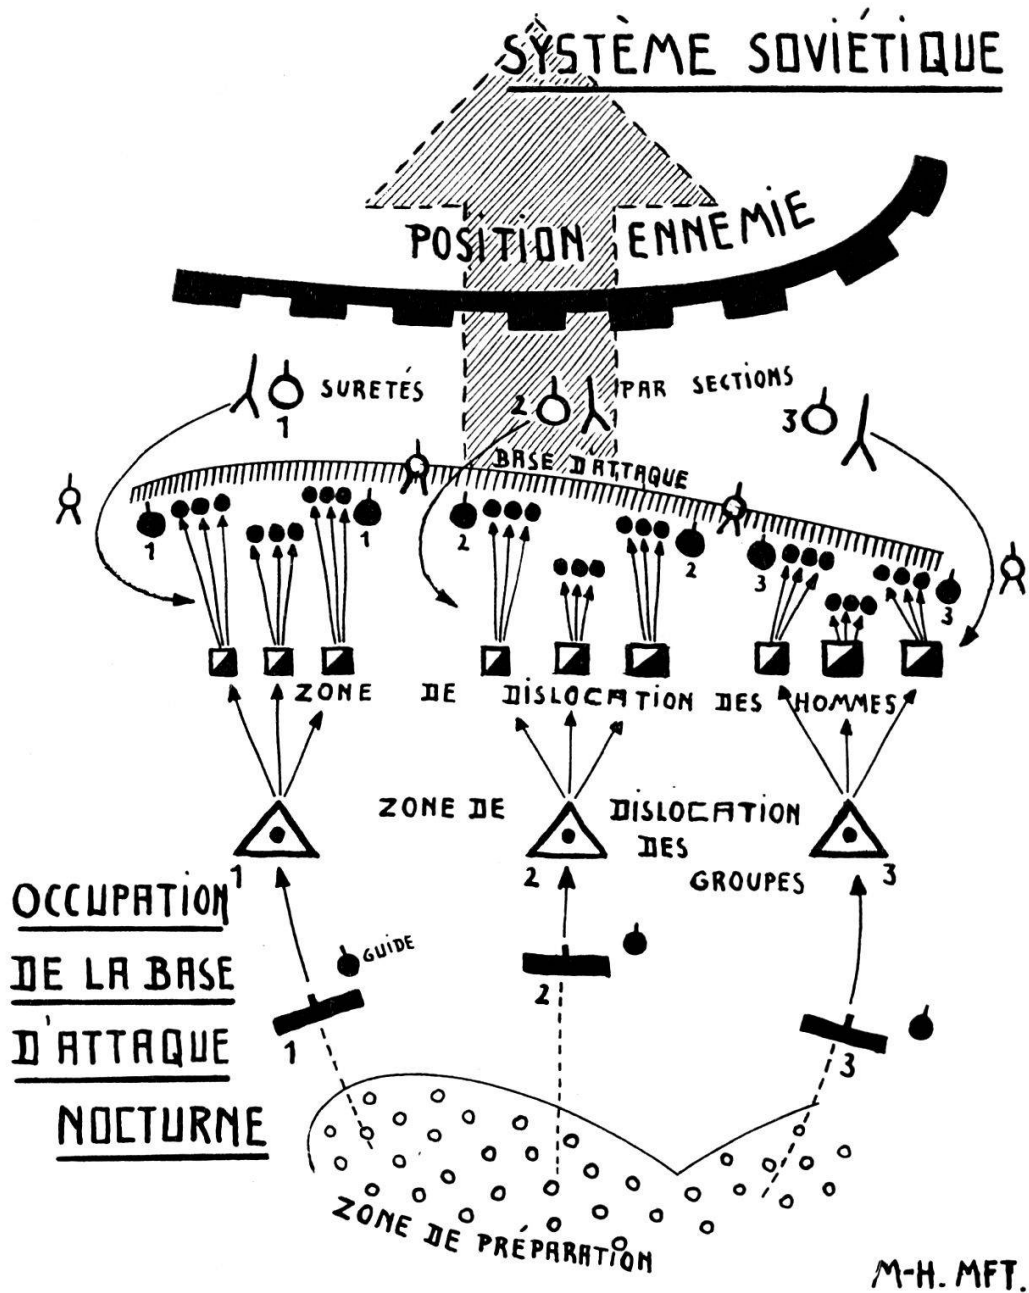 SYSTÈME SOVIÉTIQUE
POSITION ENNEMIE
SURETÉS
PAR SECTIONS
1
2
3
BASE D'ATTAQUE
1
1
2
2
3
3
ZONE DE DISLOCATION DES HOMMES
ZONE DE DISLOCATION
DES
GROUPES
1
2
3
OCCUPATION
DE LA BASE
D'ATTAQUE
NOCTURNE
GUIDE
1
2
3
ZONE DE PRÉPARATION
M-H. MFT.